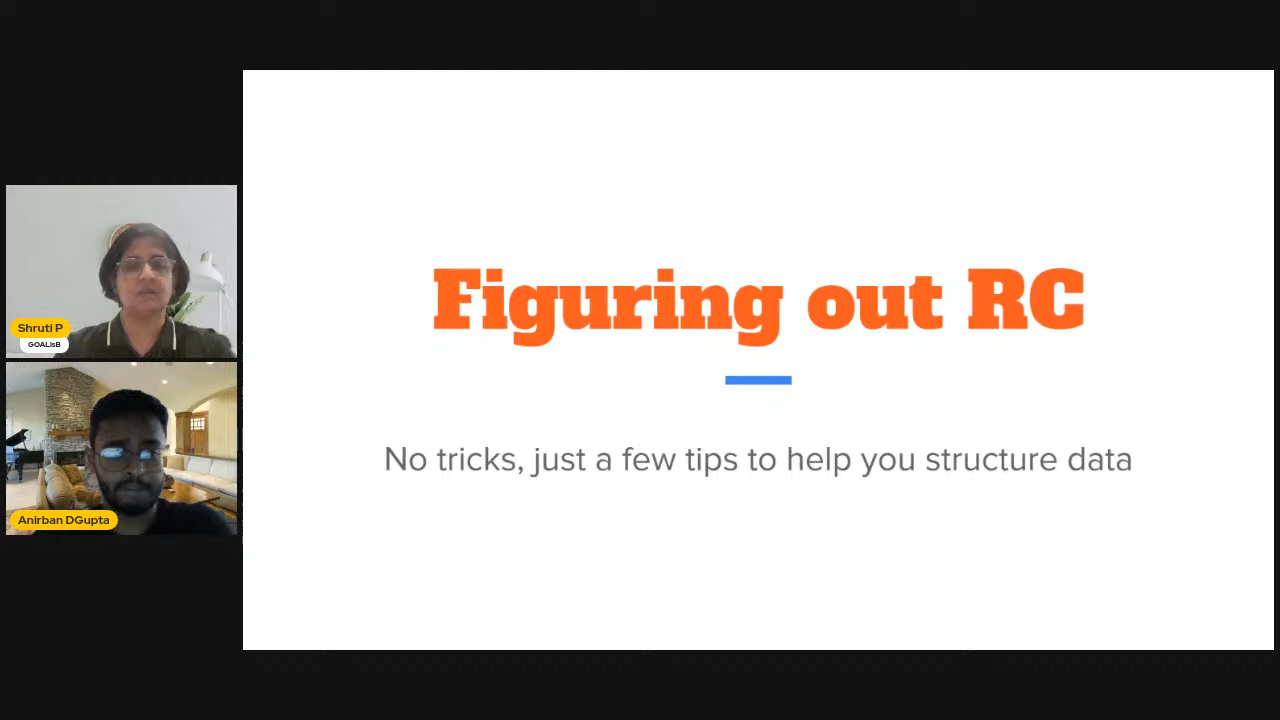 Figuring out RC
No tricks, just a few tips to help you structure data
Shruti P
GOALisB
Anirban DGupta